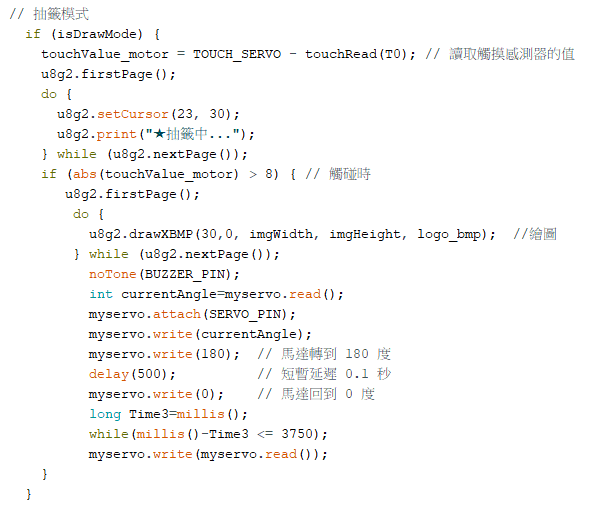 // 抽籤模式
if (isDrawMode) {
touchValue_motor = TOUCH_SERVO - touchRead(T0); // 讀取觸摸感測器的值
u8g2.firstPage();
do {
u8g2.setCursor(23, 30);
u8g2.print("★抽籤中...");
} while (u8g2.nextPage());
if (abs(touchValue_motor) > 8) { // 觸碰時
u8g2.firstPage();
do {
u8g2.drawXBMP(30,0, imgWidth, imgHeight, logo_bmp);  //繪圖
} while (u8g2.nextPage());
noTone(BUZZER_PIN);
int currentAngle=myservo.read();
myservo.attach(SERVO_PIN);
myservo.write(currentAngle);
myservo.write(180);  // 馬達轉到 180 度
delay(500);          // 短暫延遲 0.1 秒
myservo.write(0);    // 馬達回到 0 度
long Time3=millis();
while(millis()-Time3 <= 3750);
myservo.write(myservo.read());
}
}